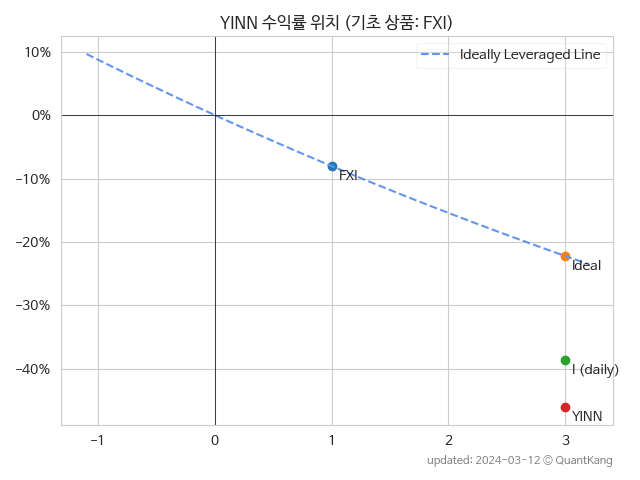 YINN 수익률 위치 (기초 상품: FXI)
10%
Ideally Leveraged Line
0%
−10%
FXI
−20%
Ideal
−30%
−40%
I (daily)
YINN
−1
0
1
2
3
updated: 2024-03-12 © QuantKang